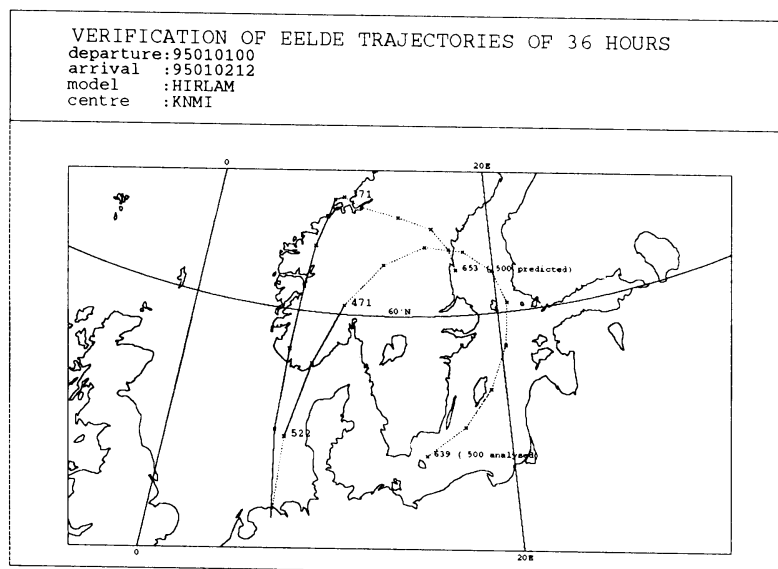 VERIFICATION OF EELDE TRAJECTORIES OF 36 HOURS
departure:95010100
arrival :95010212
model :HIRLAM
centre :KNMI
0 20E
371
653 ( 500 predicted)
471
60°N
522
639 ( 500 analysed)
0 20E